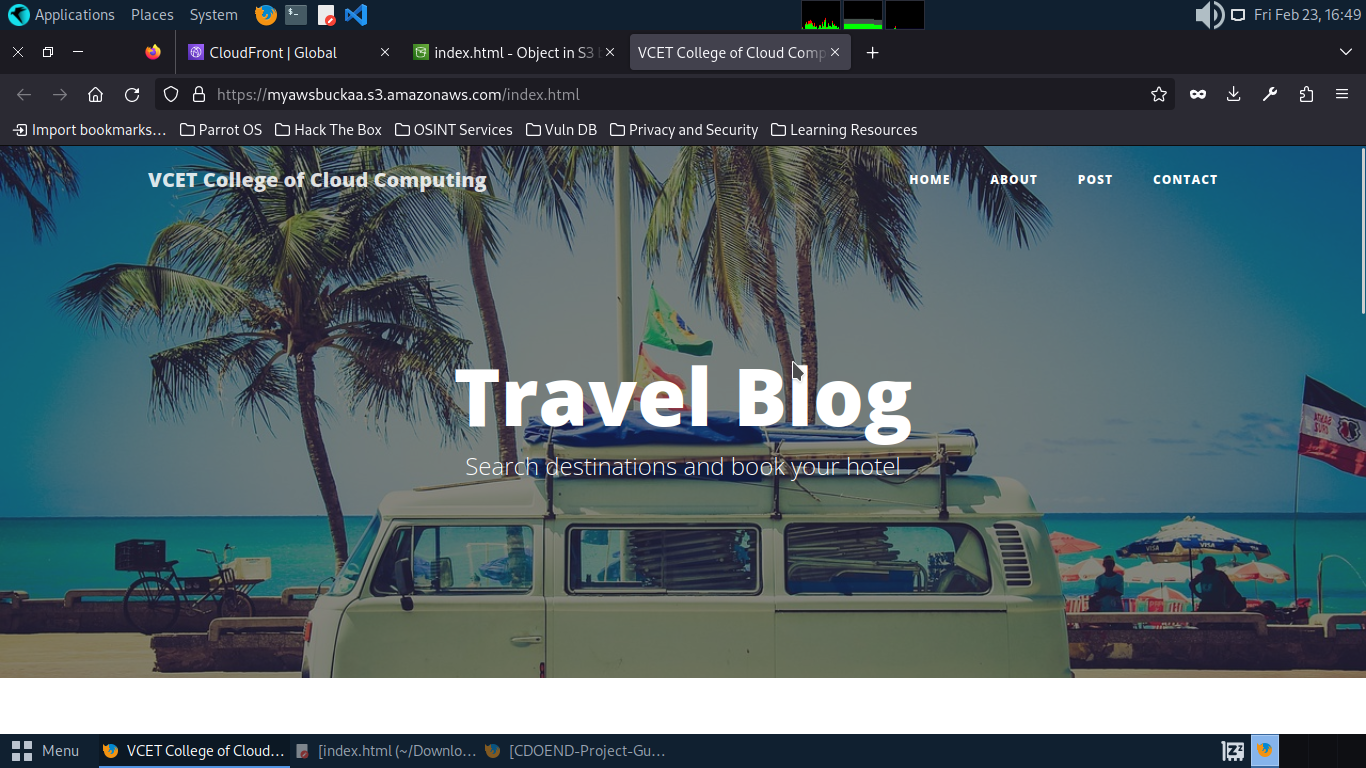 Applications Places System Fri Feb 23, 16:49
CloudFront | Global index.html - Object in S3 VCET College of Cloud Comp
https://myawsbuckaa.s3.amazonaws.com/index.html
Import bookmarks… Parrot OS Hack The Box OSINT Services Vuln DB Privacy and Security Learning Resources
VCET College of Cloud Computing HOME ABOUT POST CONTACT
Travel Blog
Search destinations and book your hotel
VISA VISA
Menu VCET College of Cloud… [index.html (~/Downlo… [CDOEND-Project-Gu…